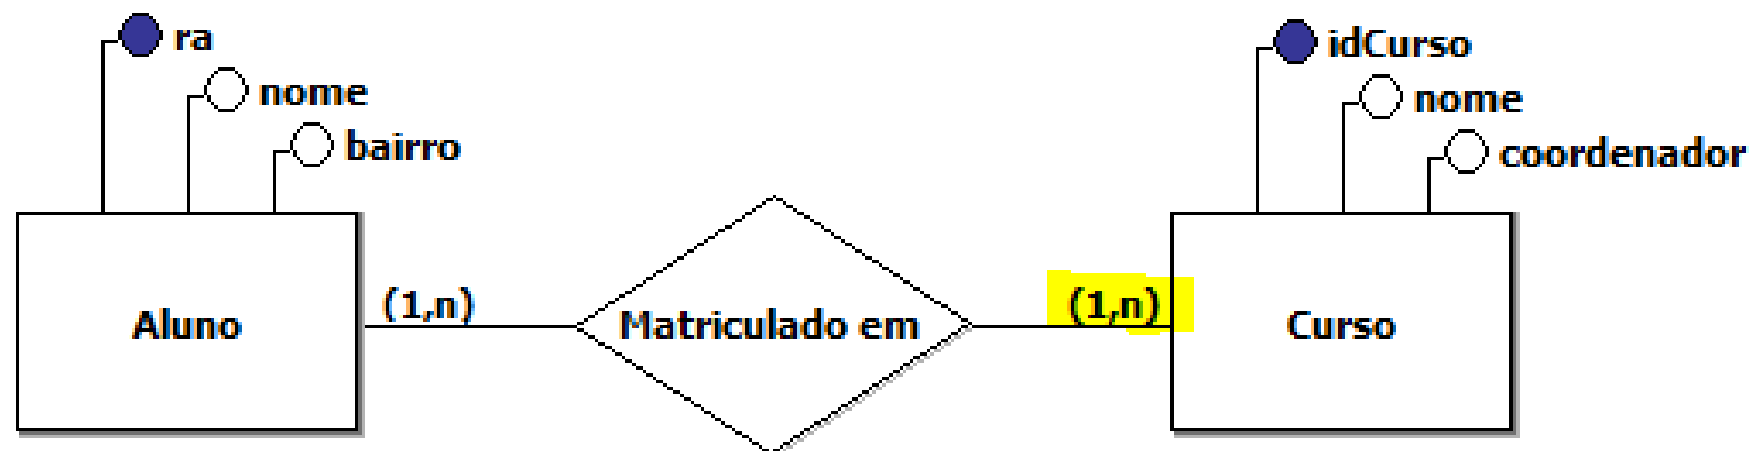 ra
nome
bairro
idCurso
nome
coordenador
Aluno
(1,n)
Matriculado em
(1,n)
Curso